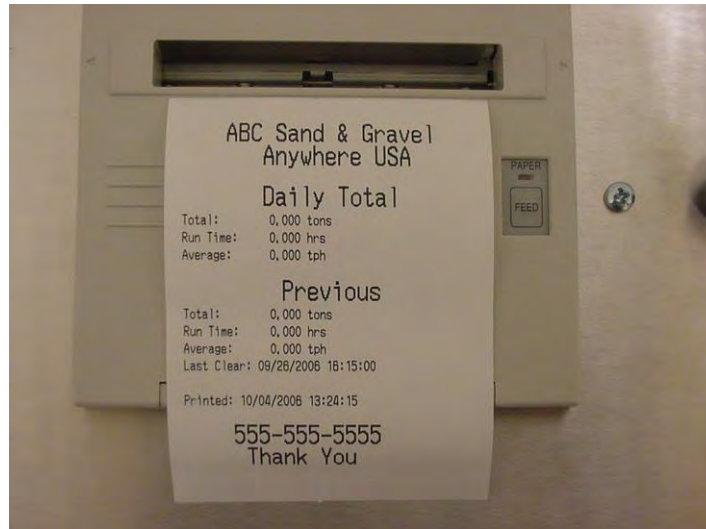 ABC Sand & Gravel
Anywhere USA
Daily Total
Total: 0.000 tons
Run Time: 0.000 hrs
Average: 0.000 tph
Previous
Total: 0.000 tons
Run Time: 0.000 hrs
Average: 0.000 tph
Last Clear: 09/26/2006 16:15:00
Printed: 10/04/2006 13:24:15
555-555-5555
Thank You
PAPER
FEED